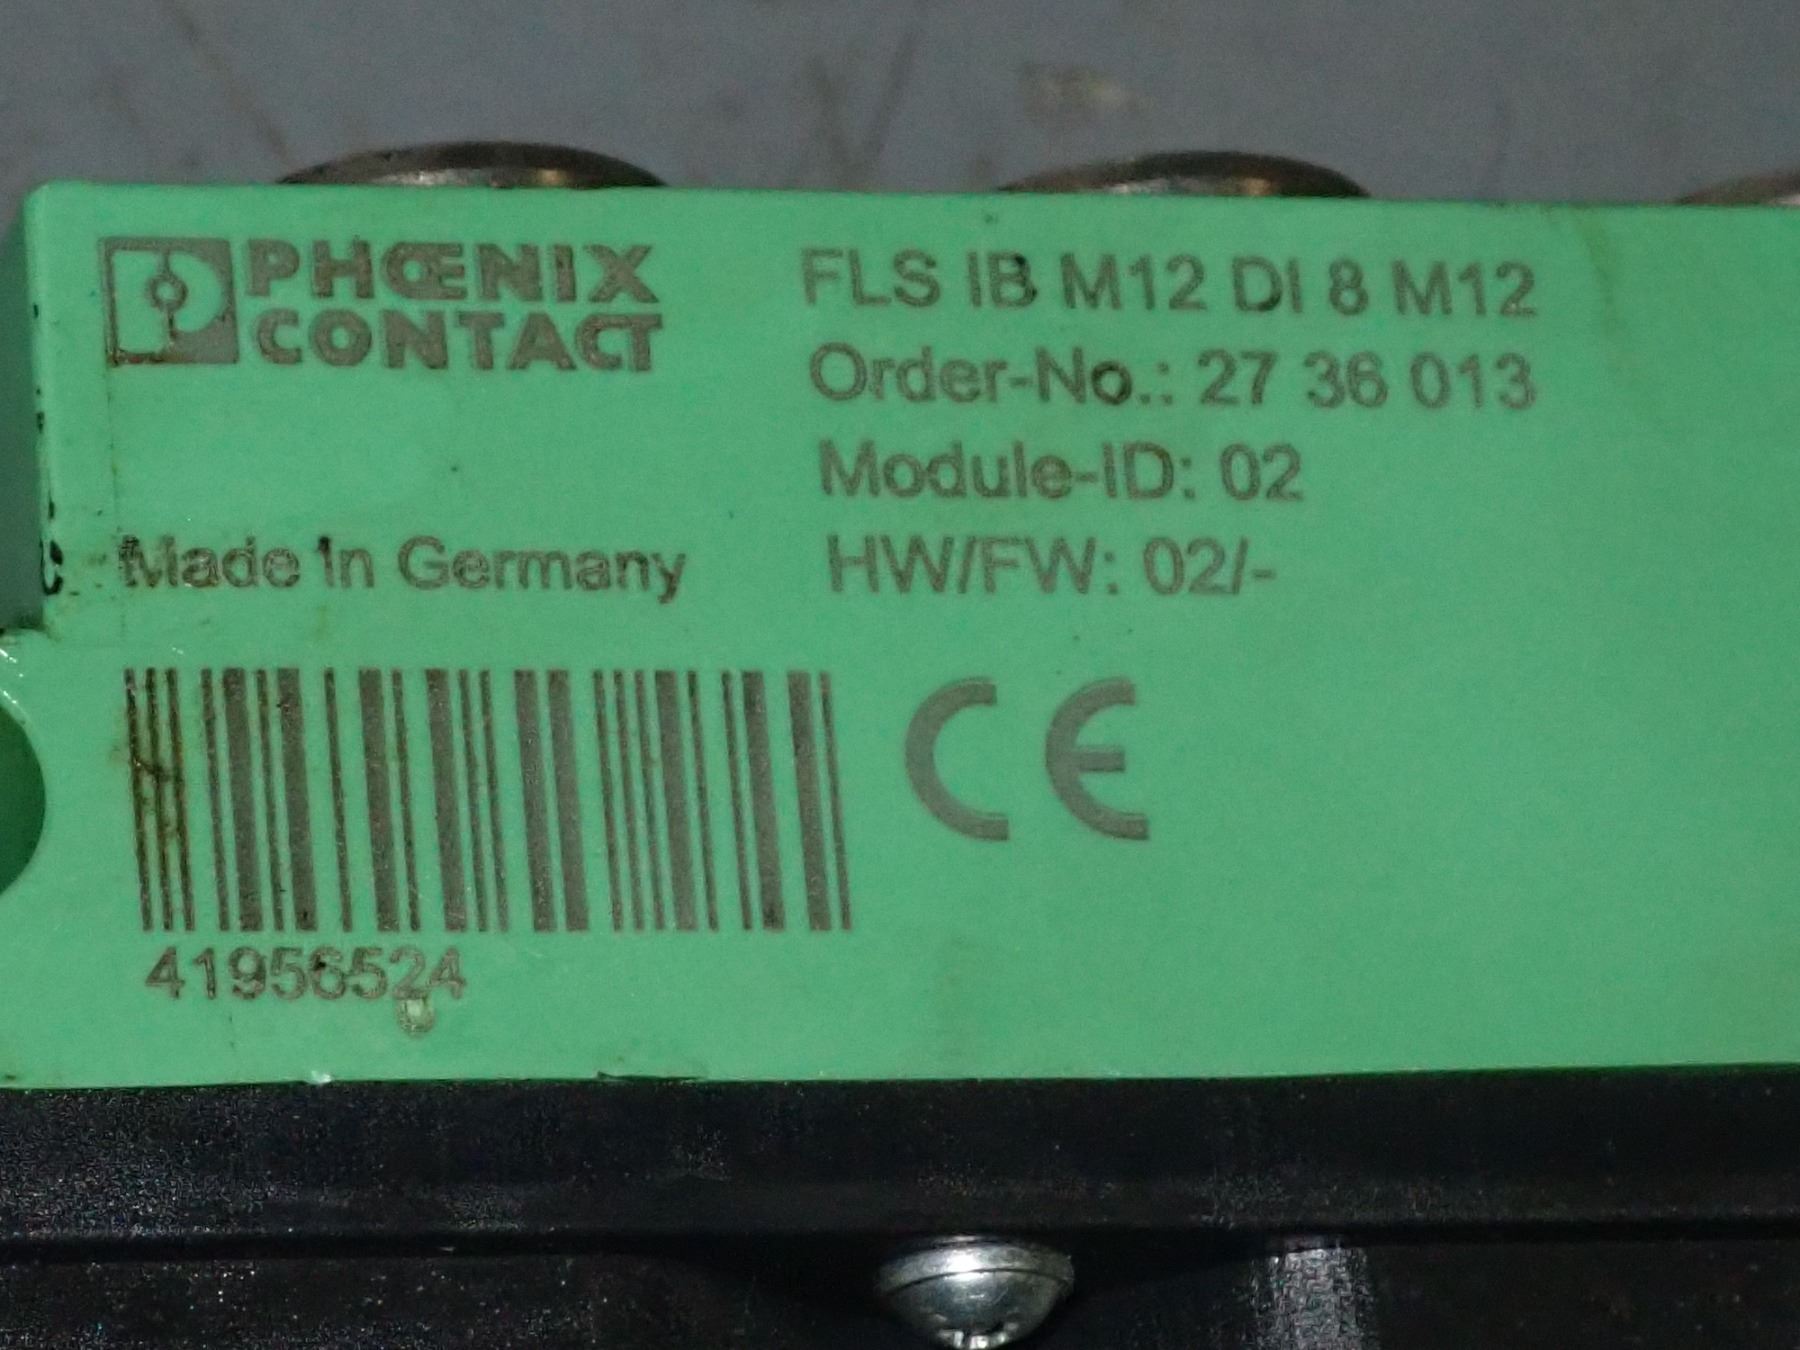 PHŒNIX
CONTACT
FLS IB M12 DI 8 M12
Order-No.: 27 36 013
Module-ID: 02
HW/FW: 02/-
Made in Germany
CE
41956524